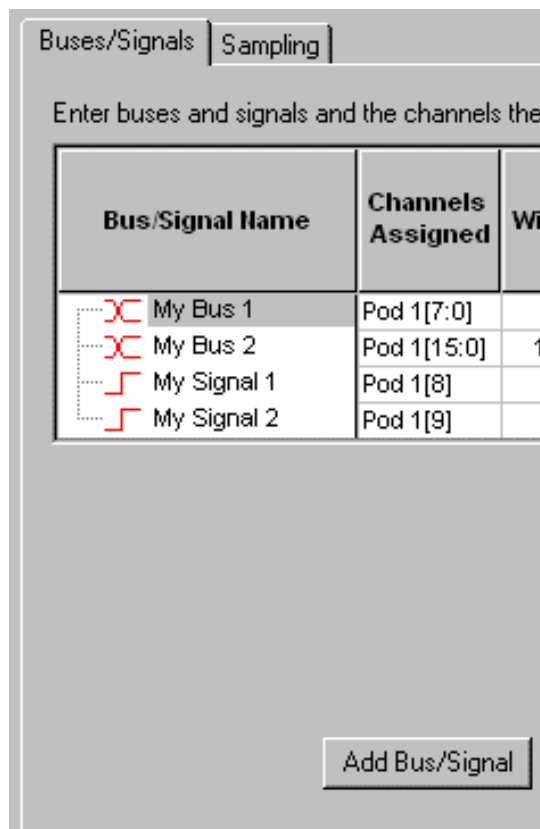 Buses/Signals Sampling
Enter buses and signals and the channels the
Bus/Signal Name Channels Assigned Wi
My Bus 1 Pod 1[7:0]
My Bus 2 Pod 1[15:0] 1
My Signal 1 Pod 1[8]
My Signal 2 Pod 1[9]
Add Bus/Signal